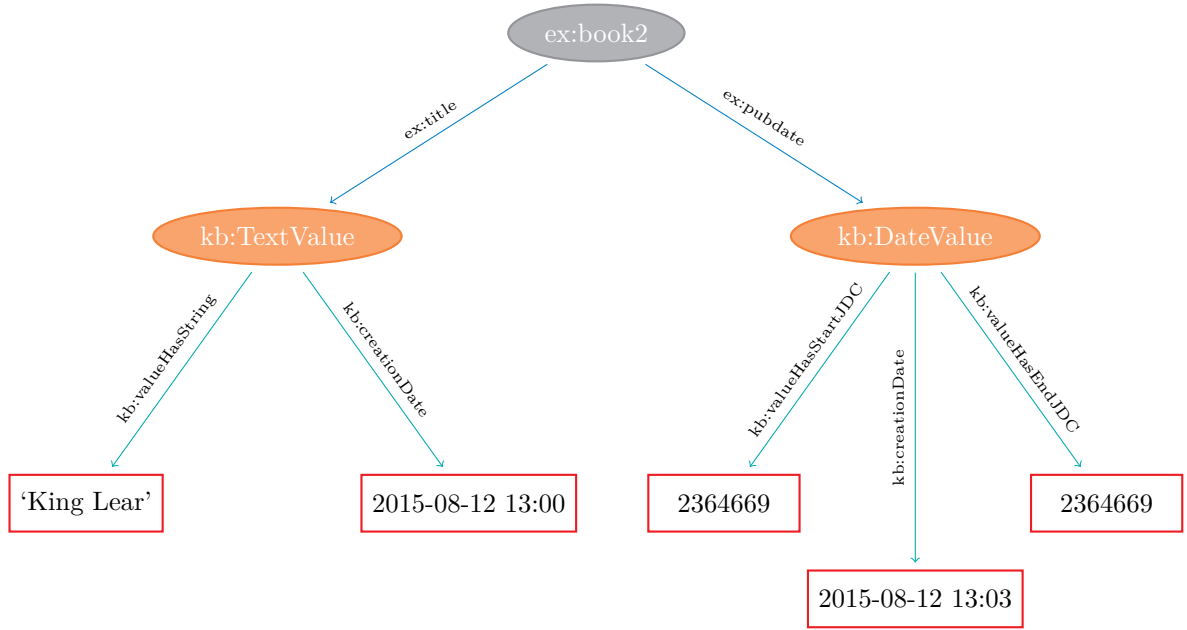 ex:book2
ex:title
ex:pubdate
kb:TextValue
kb:DateValue
kb:valueHasString
kb:creationDate
kb:valueHasStartJDC
kb:creationDate
kb:valueHasEndJDC
‘King Lear’
2015-08-12 13:00
2364669
2364669
2015-08-12 13:03